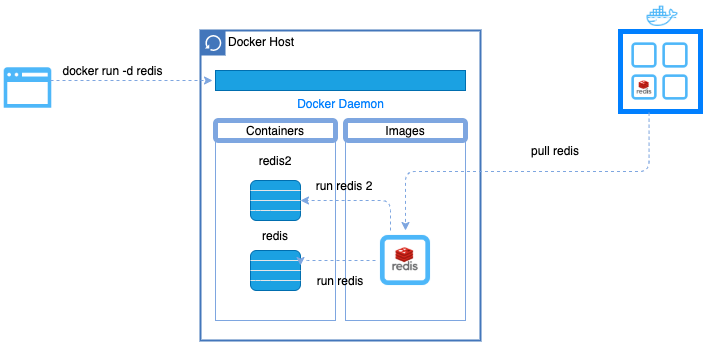 Docker Host
docker run -d redis
redis
Docker Daemon
Containers
Images
pull redis
redis2
run redis 2
redis
redis
run redis